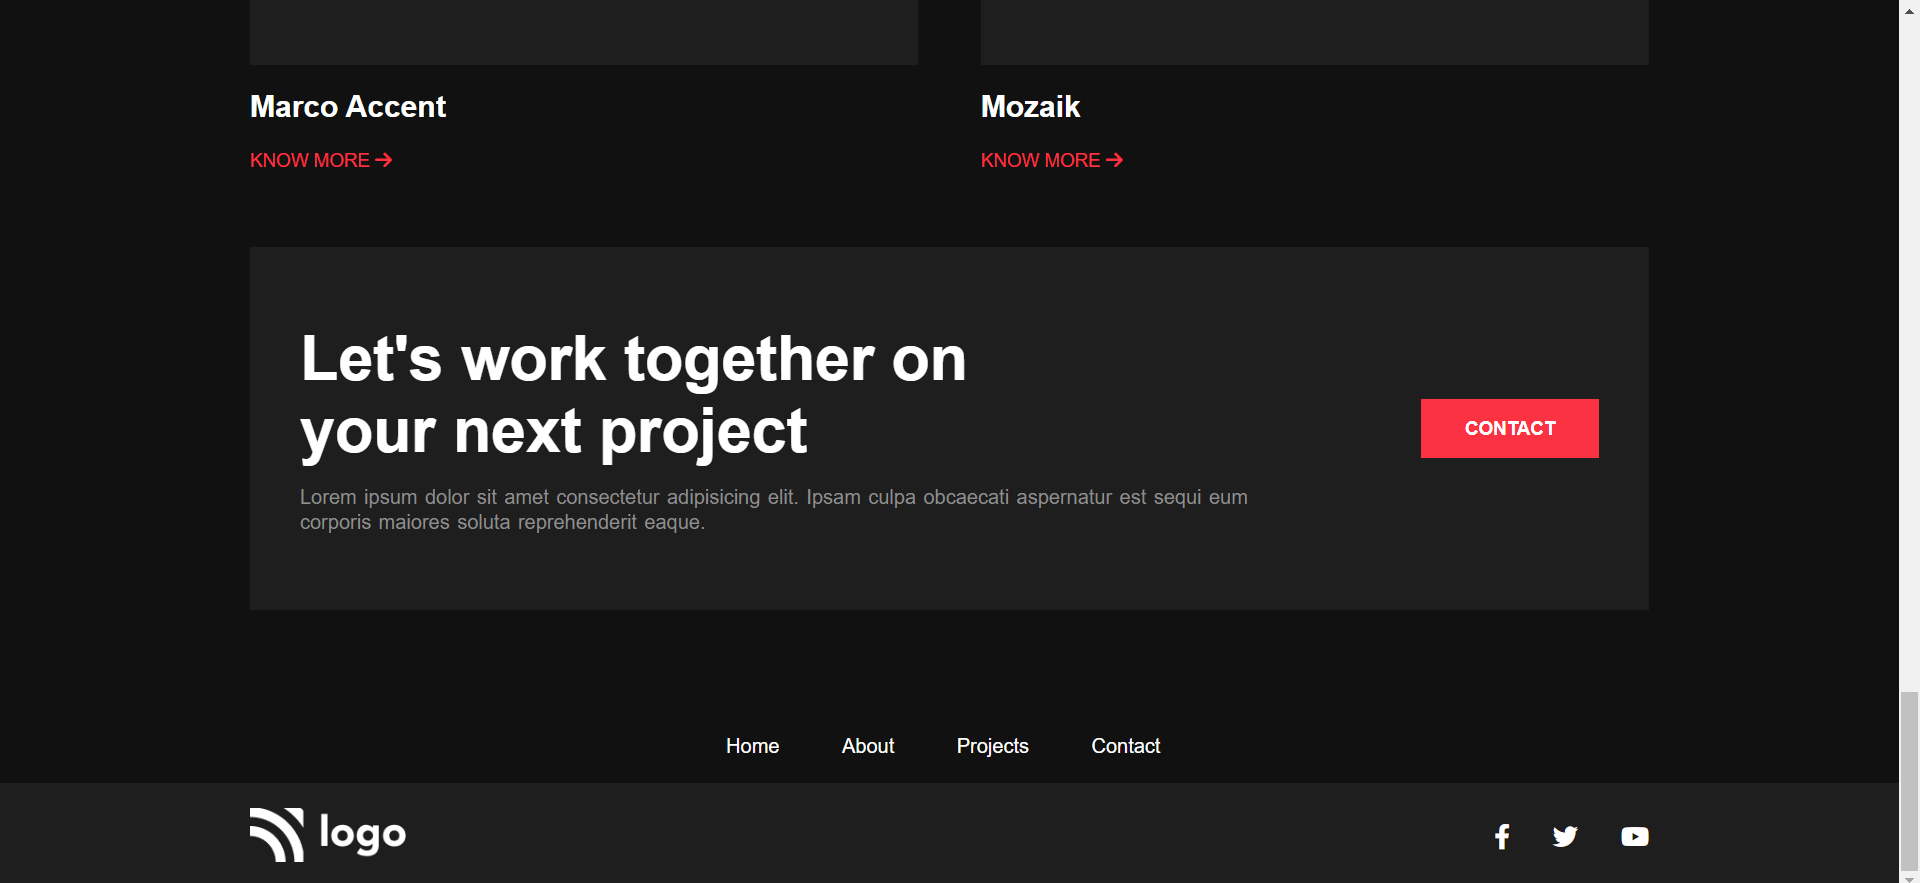 Marco Accent
Mozaik
KNOW MORE
KNOW MORE
Let's work together on
your next project
Lorem ipsum dolor sit amet consectetur adipisicing elit. Ipsam culpa obcaecati aspernatur est sequi eum
corporis maiores soluta reprehenderit eaque.
CONTACT
Home About Projects Contact
logo